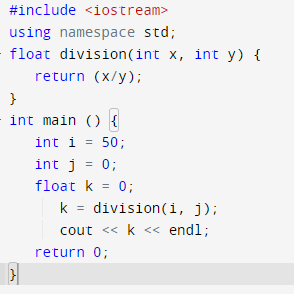 #include <iostream>
using namespace std;
float division(int x, int y) {
   return (x/y);
}
int main () {
   int i = 50;
   int j = 0;
   float k = 0;
      k = division(i, j);
      cout << k << endl;
   return 0;
}